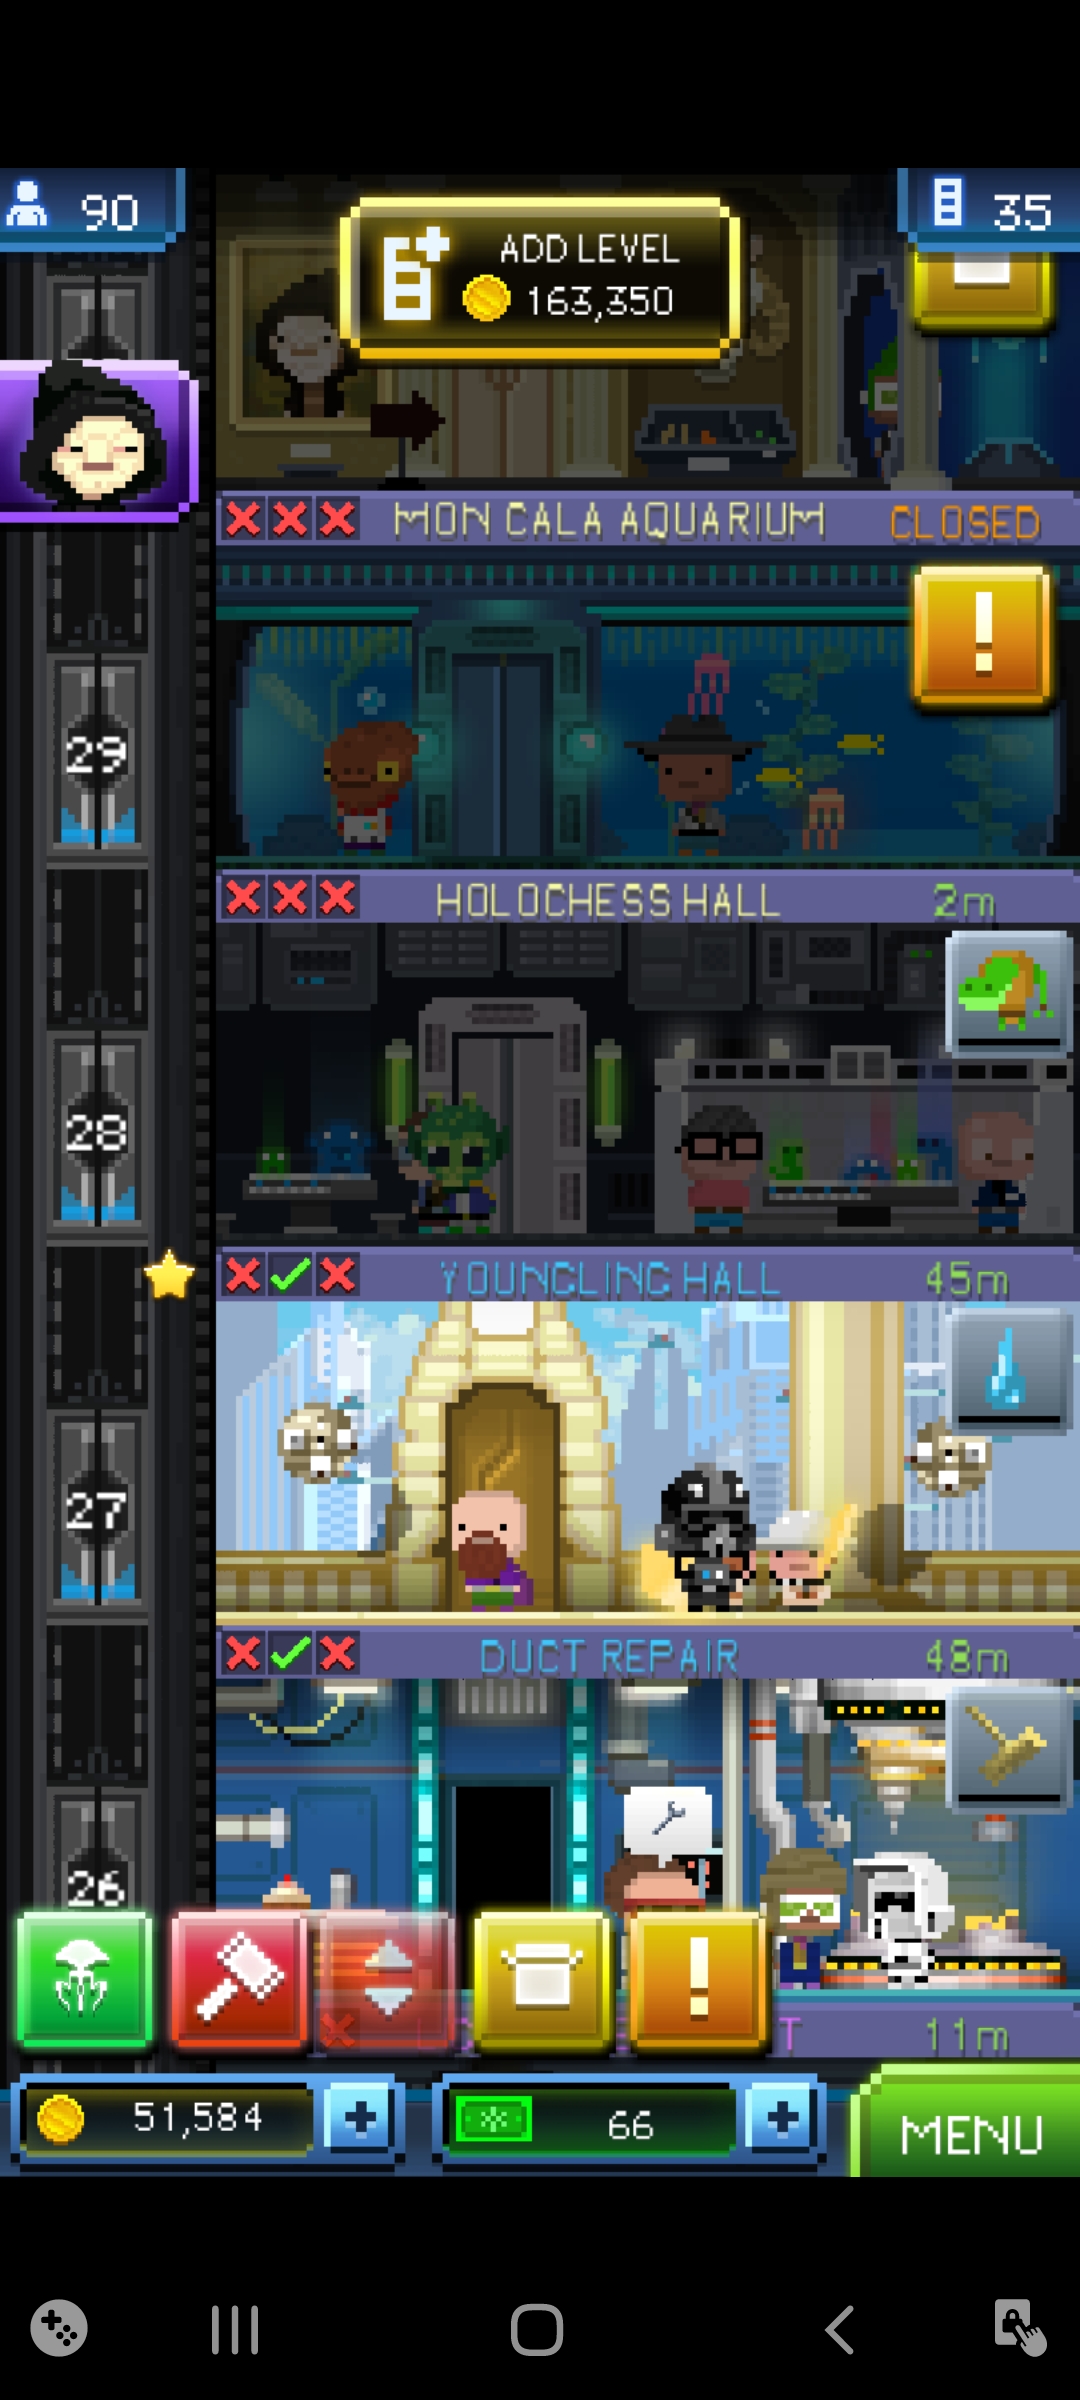 90
ADD LEVEL
163,350
35
MON CALA AQUARIUM
CLOSED
29
HOLOCHESS HALL
2m
28
YOUNGLING HALL
45m
27
DUCT REPAIR
48m
26
T
11m
51,584
66
MENU